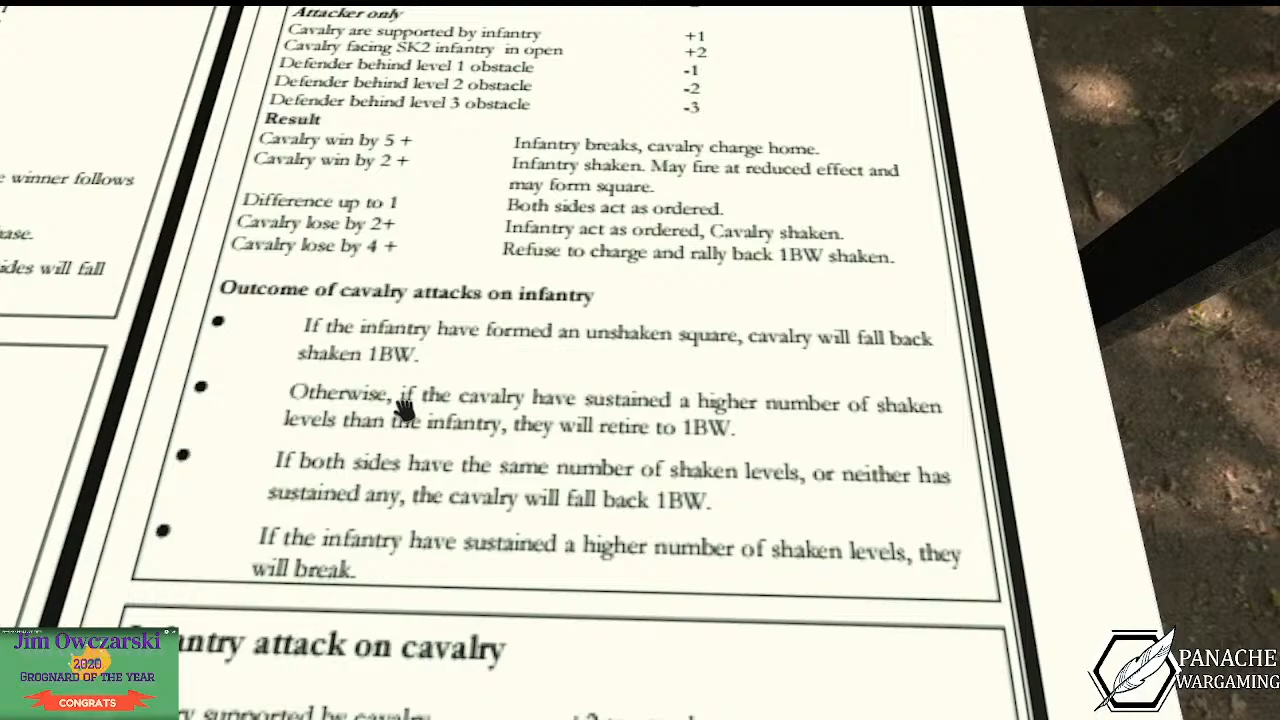 Attacker only
Cavalry are supported by infantry +1
Cavalry facing SK2 infantry in open +2
Defender behind level 1 obstacle -1
Defender behind level 2 obstacle -2
Defender behind level 3 obstacle -3
Result
Cavalry win by 5 + Infantry breaks, cavalry charge home.
Cavalry win by 2 + Infantry shaken. May fire at reduced effect and
may form square.
Difference up to 1 Both sides act as ordered.
Cavalry lose by 2+ Infantry act as ordered, Cavalry shaken.
Cavalry lose by 4 + Refuse to charge and rally back 1BW shaken.
Outcome of cavalry attacks on infantry
• If the infantry have formed an unshaken square, cavalry will fall back
shaken 1BW.
• Otherwise, if the cavalry have sustained a higher number of shaken
levels than the infantry, they will retire to 1BW.
• If both sides have the same number of shaken levels, or neither has
sustained any, the cavalry will fall back 1BW.
• If the infantry have sustained a higher number of shaken levels, they
will break.
attack on cavalry
supported by cavalry
winner follows
sides will fall
Jim Owczarski
2020
GROGNARD OF THE YEAR
CONGRATS
PANACHE
WARGAMING